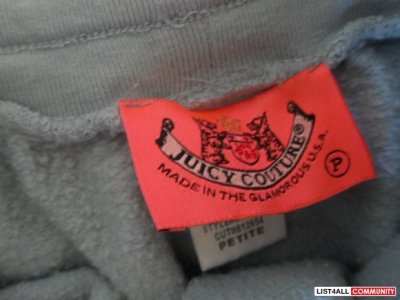 JUICY COUTURE®
MADE IN THE GLAMOROUS U.S.A.
P
PETITE
LIST4ALL COMMUNITY